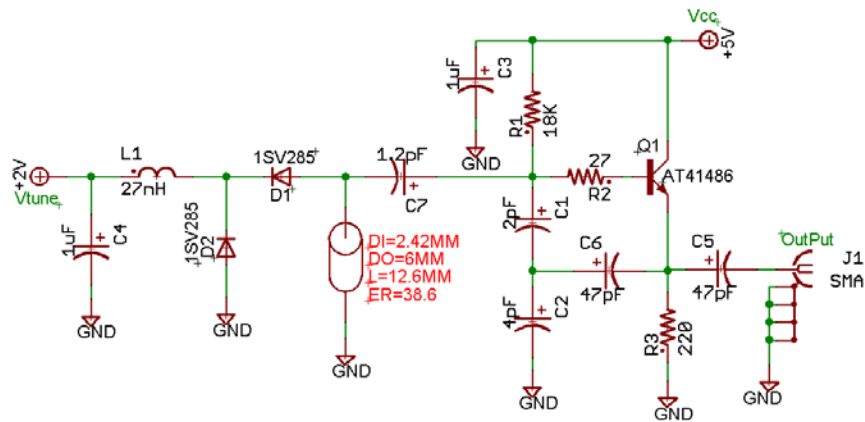 Vcc
+5V
1uF
C3
R1
18K
GND
Q1
AT41486
27
R2
L1
27nH
+2V
Vtune
1uF
C4
GND
1SV285
D1
1SV285
D2
GND
1.2pF
C7
DI=2.42MM
DO=6MM
L=12.6MM
ER=38.6
GND
2pF
C1
C6
47pF
4pF
C2
GND
C5
47pF
R3
220
GND
OutPut
J1
SMA
GND